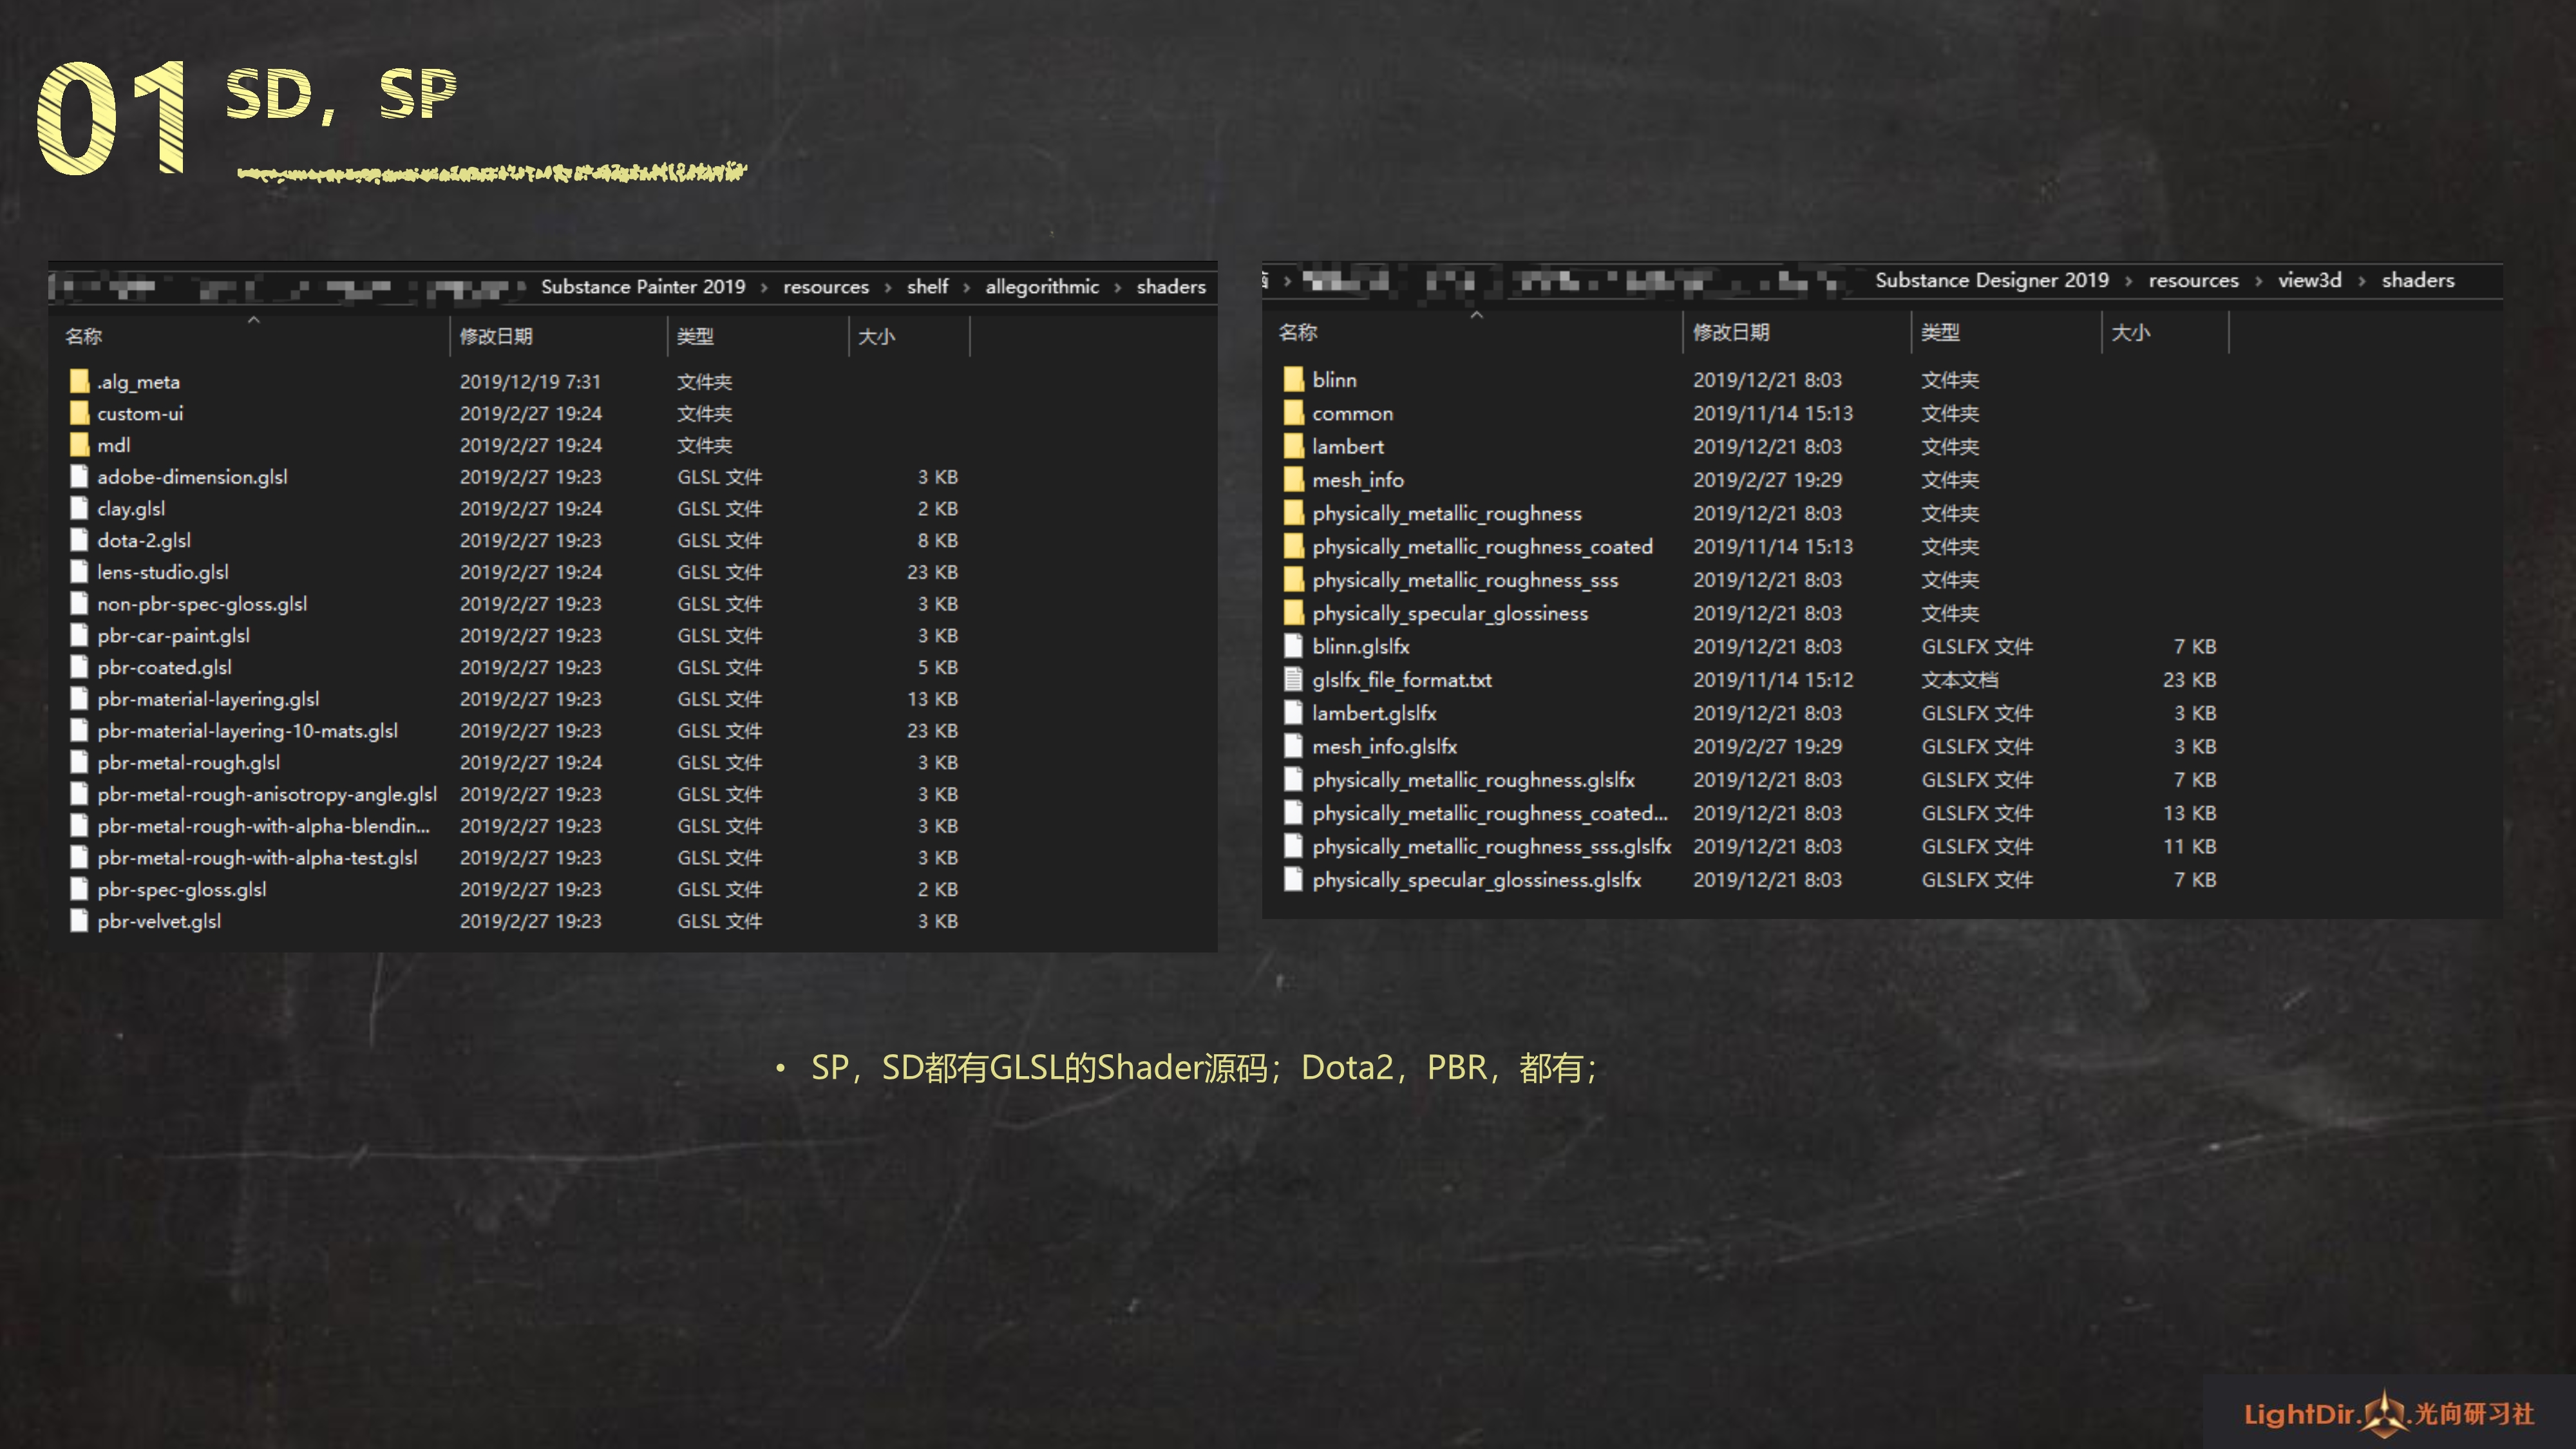 01 SD，SP
Substance Painter 2019 › resources › shelf › allegorithmic › shaders
名称 修改日期 类型 大小
.alg_meta 2019/12/19 7:31 文件夹
custom-ui 2019/2/27 19:24 文件夹
mdl 2019/2/27 19:24 文件夹
adobe-dimension.glsl 2019/2/27 19:23 GLSL 文件 3 KB
clay.glsl 2019/2/27 19:24 GLSL 文件 2 KB
dota-2.glsl 2019/2/27 19:23 GLSL 文件 8 KB
lens-studio.glsl 2019/2/27 19:24 GLSL 文件 23 KB
non-pbr-spec-gloss.glsl 2019/2/27 19:23 GLSL 文件 3 KB
pbr-car-paint.glsl 2019/2/27 19:23 GLSL 文件 3 KB
pbr-coated.glsl 2019/2/27 19:23 GLSL 文件 5 KB
pbr-material-layering.glsl 2019/2/27 19:23 GLSL 文件 13 KB
pbr-material-layering-10-mats.glsl 2019/2/27 19:23 GLSL 文件 23 KB
pbr-metal-rough.glsl 2019/2/27 19:24 GLSL 文件 3 KB
pbr-metal-rough-anisotropy-angle.glsl 2019/2/27 19:23 GLSL 文件 3 KB
pbr-metal-rough-with-alpha-blendin... 2019/2/27 19:23 GLSL 文件 3 KB
pbr-metal-rough-with-alpha-test.glsl 2019/2/27 19:23 GLSL 文件 3 KB
pbr-spec-gloss.glsl 2019/2/27 19:23 GLSL 文件 2 KB
pbr-velvet.glsl 2019/2/27 19:23 GLSL 文件 3 KB
Substance Designer 2019 › resources › view3d › shaders
名称 修改日期 类型 大小
blinn 2019/12/21 8:03 文件夹
common 2019/11/14 15:13 文件夹
lambert 2019/12/21 8:03 文件夹
mesh_info 2019/2/27 19:29 文件夹
physically_metallic_roughness 2019/12/21 8:03 文件夹
physically_metallic_roughness_coated 2019/11/14 15:13 文件夹
physically_metallic_roughness_sss 2019/12/21 8:03 文件夹
physically_specular_glossiness 2019/12/21 8:03 文件夹
blinn.glslfx 2019/12/21 8:03 GLSLFX 文件 7 KB
glslfx_file_format.txt 2019/11/14 15:12 文本文档 23 KB
lambert.glslfx 2019/12/21 8:03 GLSLFX 文件 3 KB
mesh_info.glslfx 2019/2/27 19:29 GLSLFX 文件 3 KB
physically_metallic_roughness.glslfx 2019/12/21 8:03 GLSLFX 文件 7 KB
physically_metallic_roughness_coated... 2019/12/21 8:03 GLSLFX 文件 13 KB
physically_metallic_roughness_sss.glslfx 2019/12/21 8:03 GLSLFX 文件 11 KB
physically_specular_glossiness.glslfx 2019/12/21 8:03 GLSLFX 文件 7 KB
• SP，SD都有GLSL的Shader源码；Dota2，PBR，都有；
LightDir.光向研习社